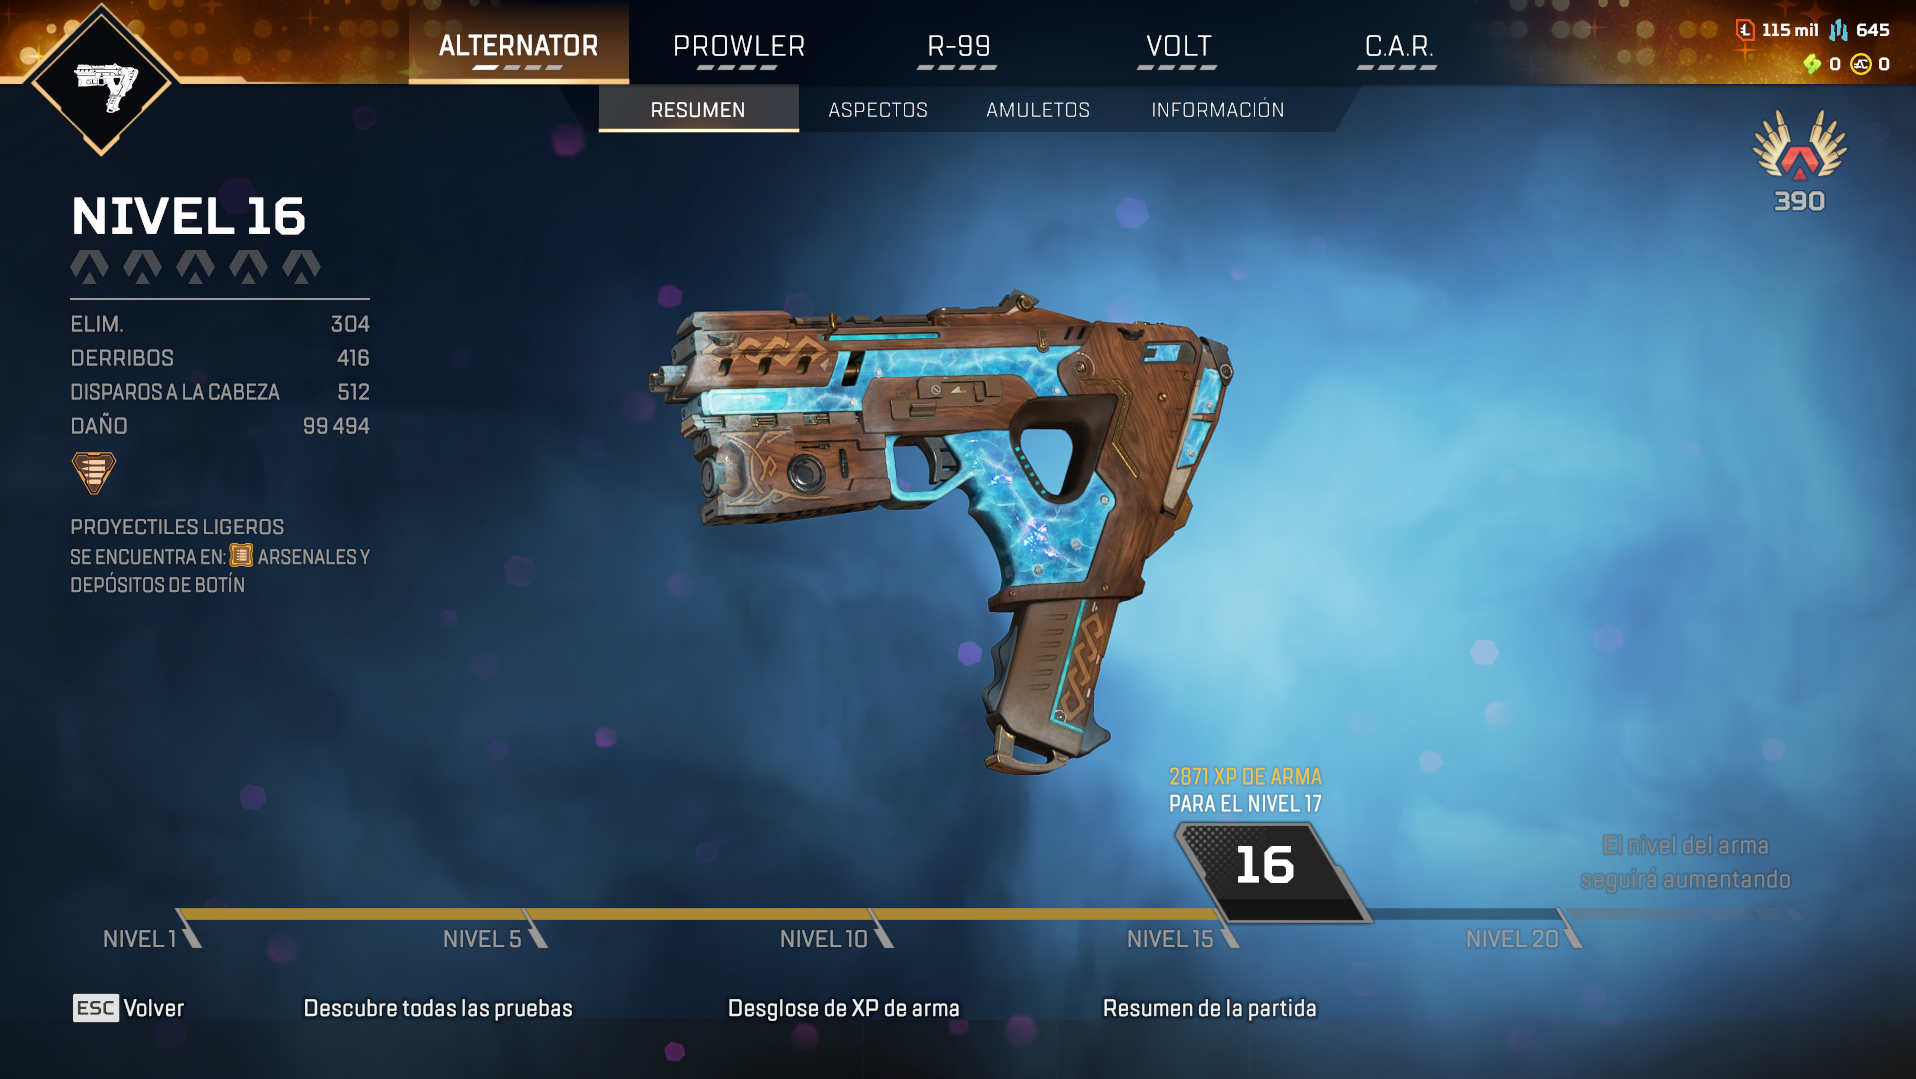 ALTERNATOR
PROWLER
R-99
VOLT
C.A.R.
115 mil 645
0 0
RESUMEN
ASPECTOS
AMULETOS
INFORMACIÓN
390
NIVEL 16
ELIM. 304
DERRIBOS 416
DISPAROS A LA CABEZA 512
DAÑO 99 494
PROYECTILES LIGEROS
SE ENCUENTRA EN: ARSENALES Y
DEPÓSITOS DE BOTÍN
2871 XP DE ARMA
PARA EL NIVEL 17
16
El nivel del arma
seguirá aumentando
NIVEL 1
NIVEL 5
NIVEL 10
NIVEL 15
NIVEL 20
ESC Volver
Descubre todas las pruebas
Desglose de XP de arma
Resumen de la partida